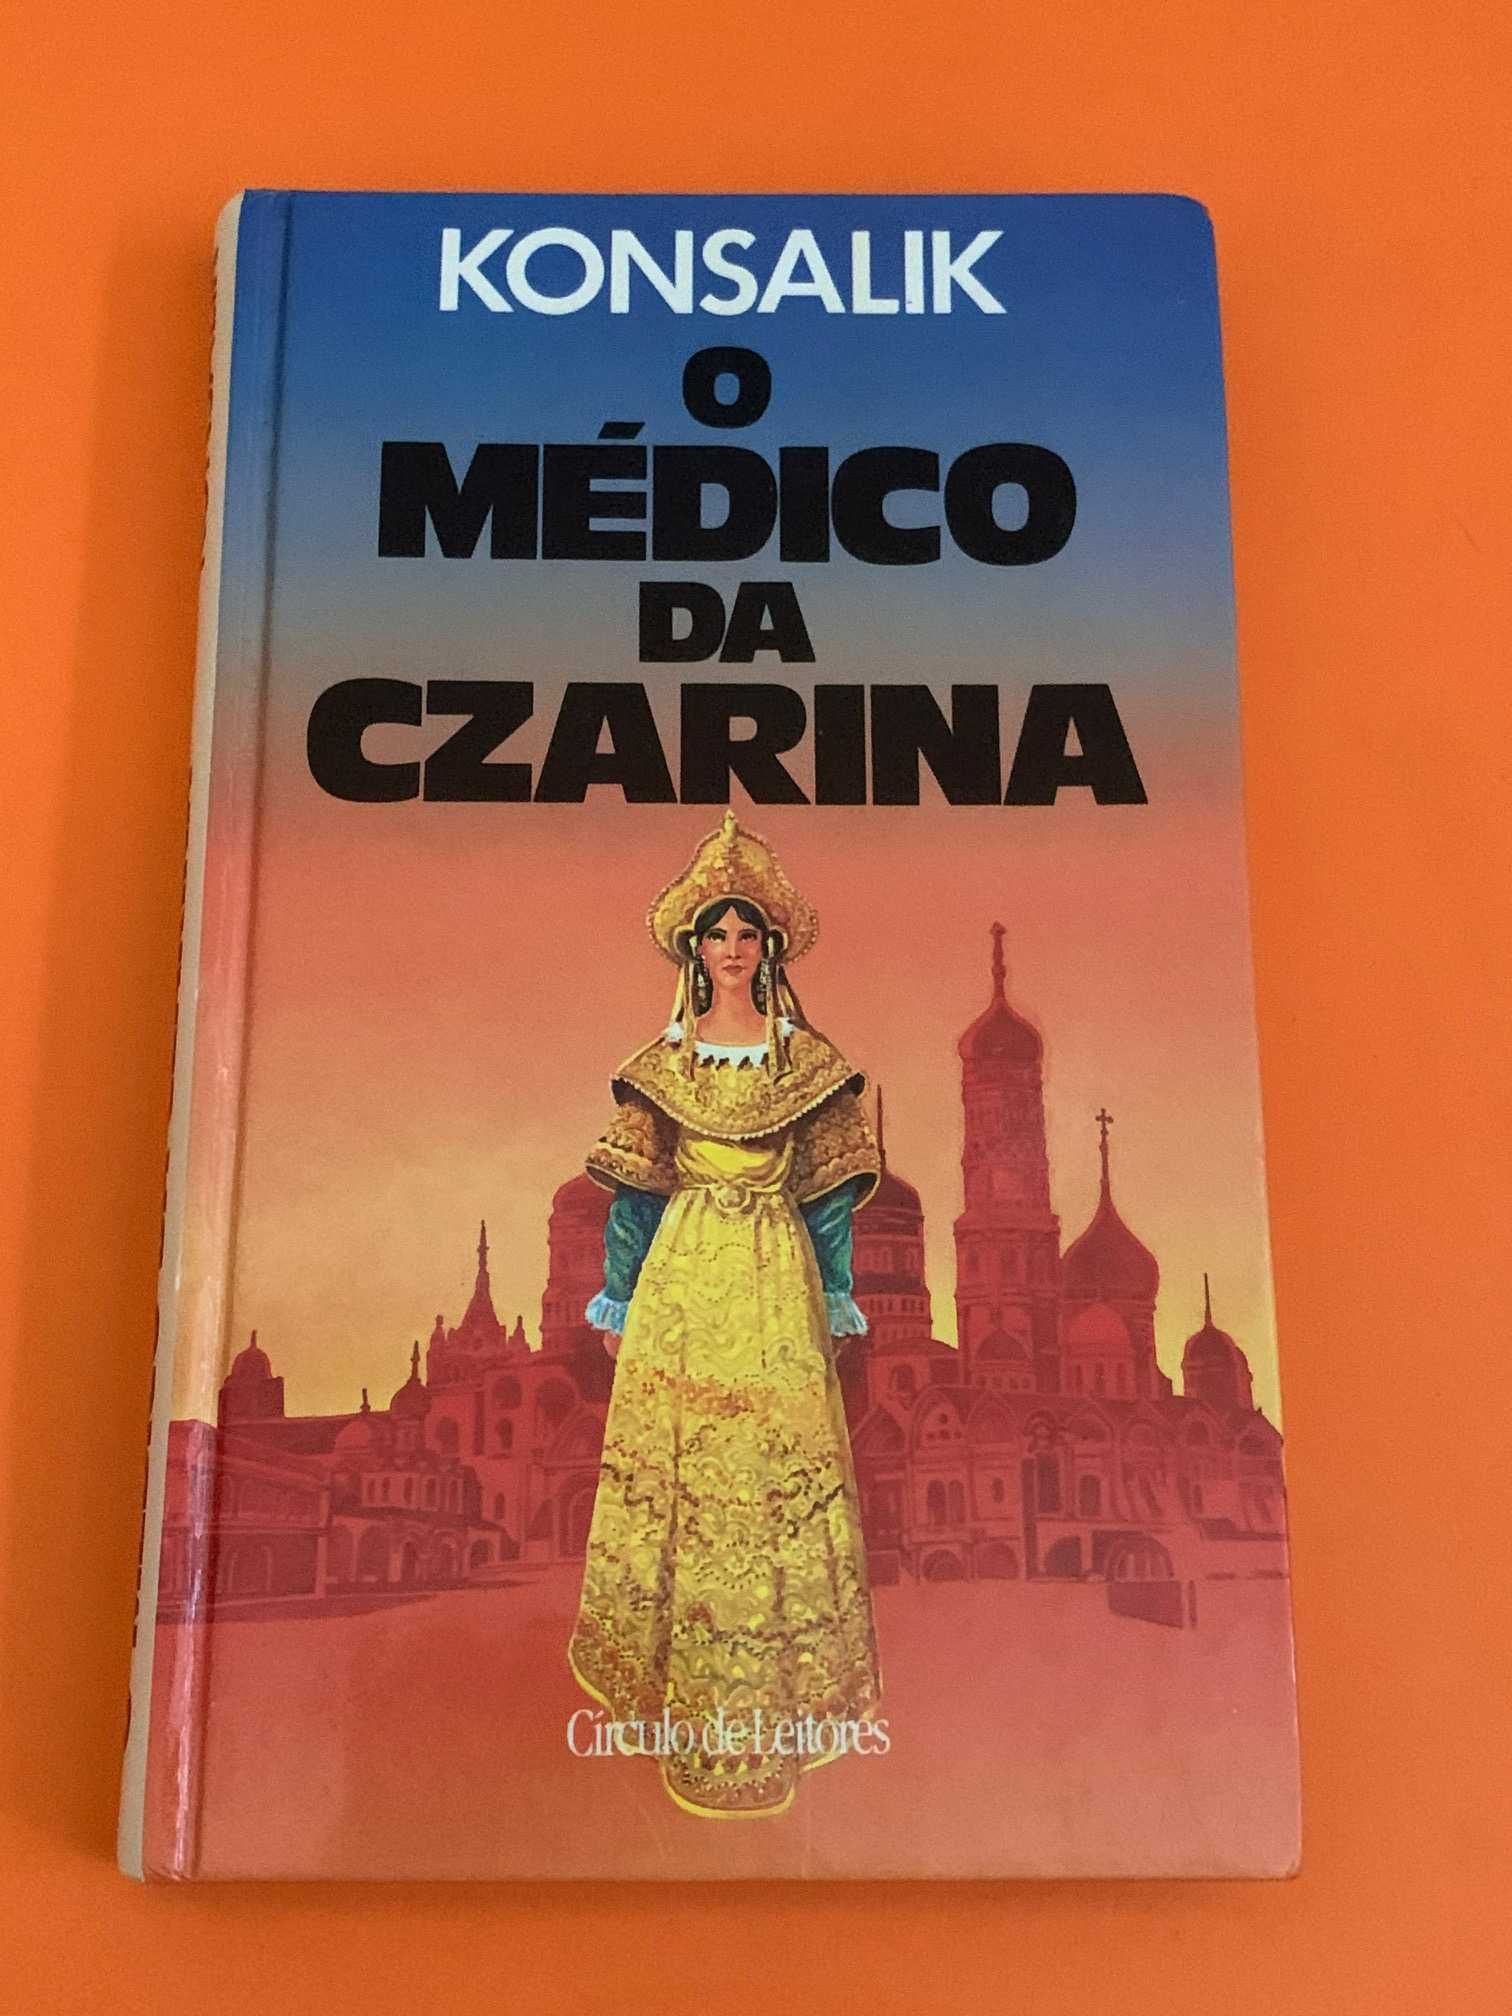 KONSALIK
O
MÉDICO
DA
CZARINA
Círculo de Leitores